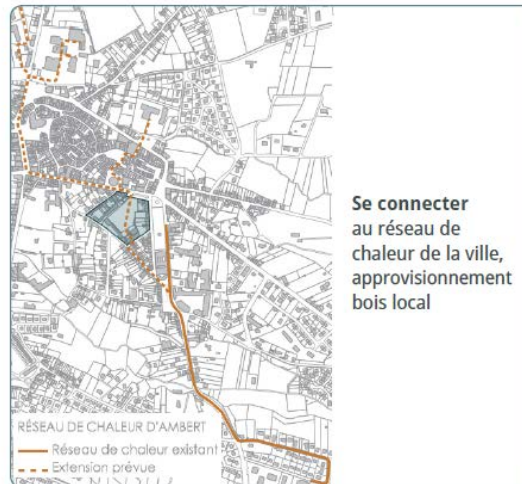 Se connecter
au réseau de
chaleur de la ville,
approvisionnement
bois local
RÉSEAU DE CHALEUR D'AMBERT
Réseau de chaleur existant
Extension prévue